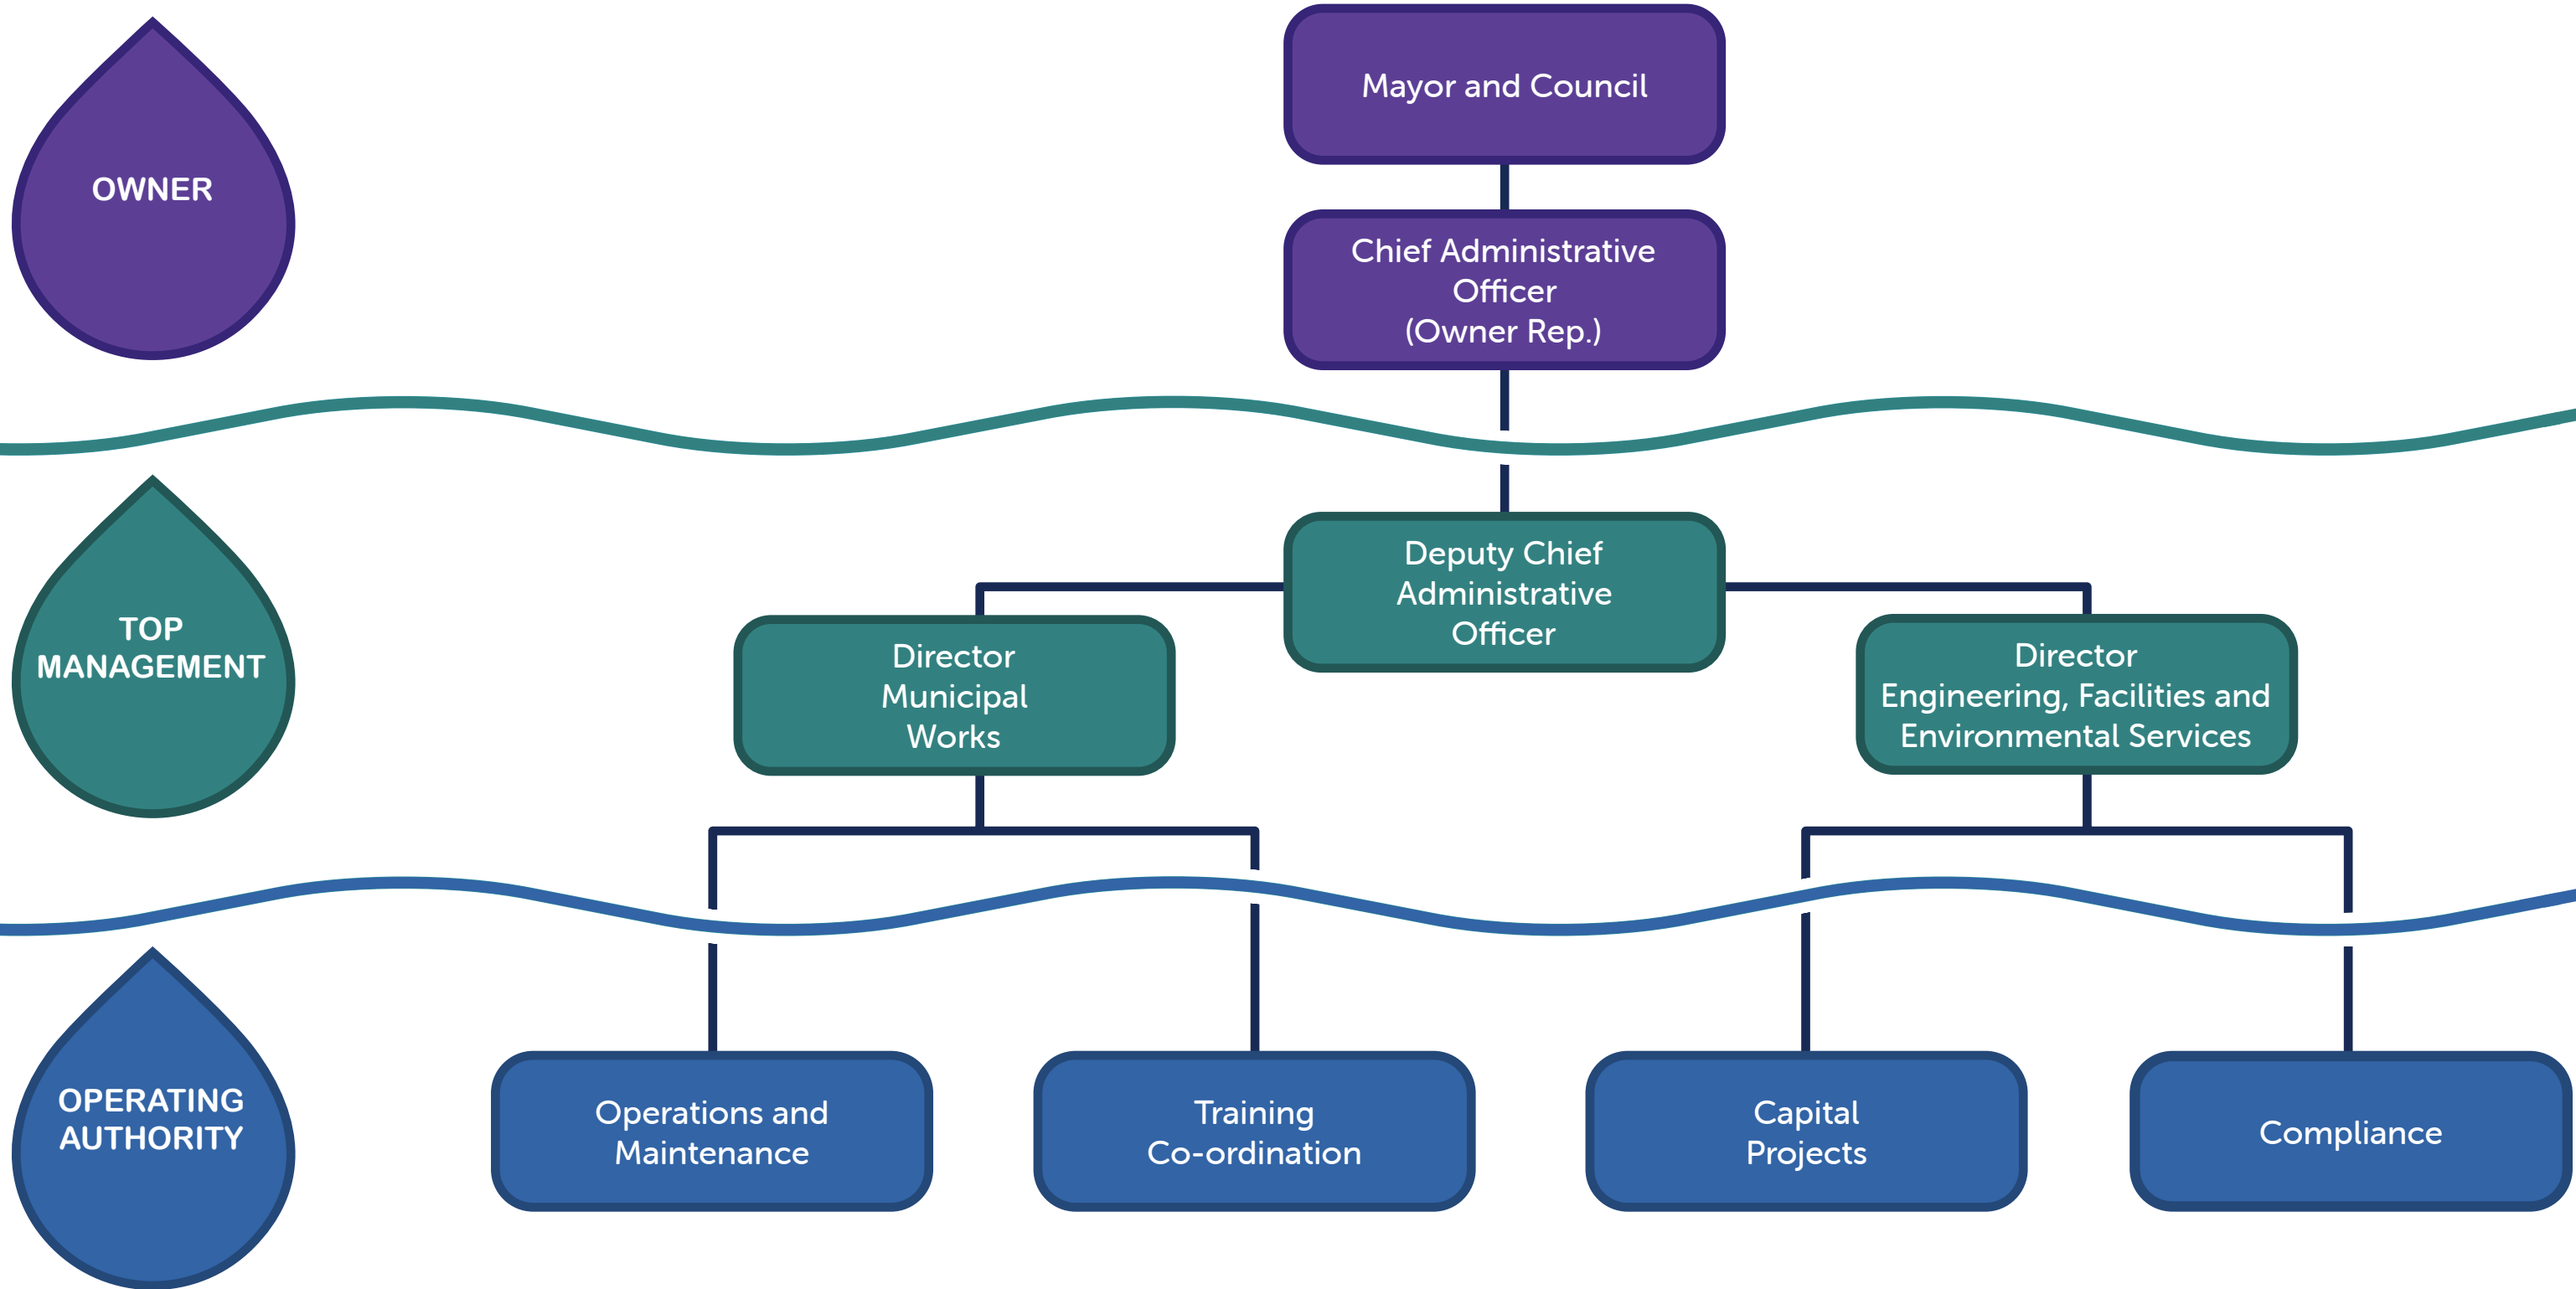 OWNER
Mayor and Council
Chief Administrative
Officer
(Owner Rep.)
TOP
MANAGEMENT
Deputy Chief
Administrative
Officer
Director
Municipal
Works
Director
Engineering, Facilities and
Environmental Services
OPERATING
AUTHORITY
Operations and
Maintenance
Training
Co-ordination
Capital
Projects
Compliance